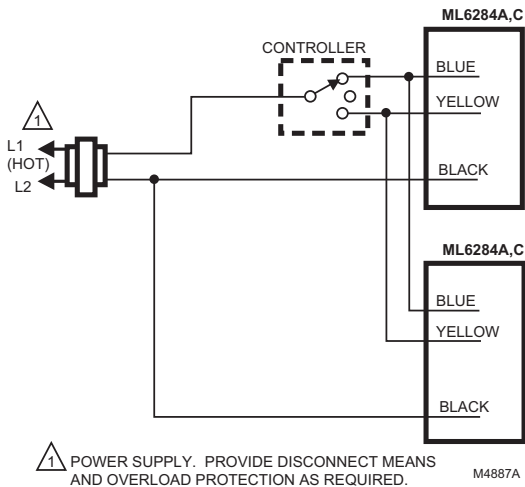 ML6284A,C
CONTROLLER
BLUE
YELLOW
1
L1
(HOT)
L2
BLACK
ML6284A,C
BLUE
YELLOW
BLACK
1 POWER SUPPLY. PROVIDE DISCONNECT MEANS
AND OVERLOAD PROTECTION AS REQUIRED.
M4887A